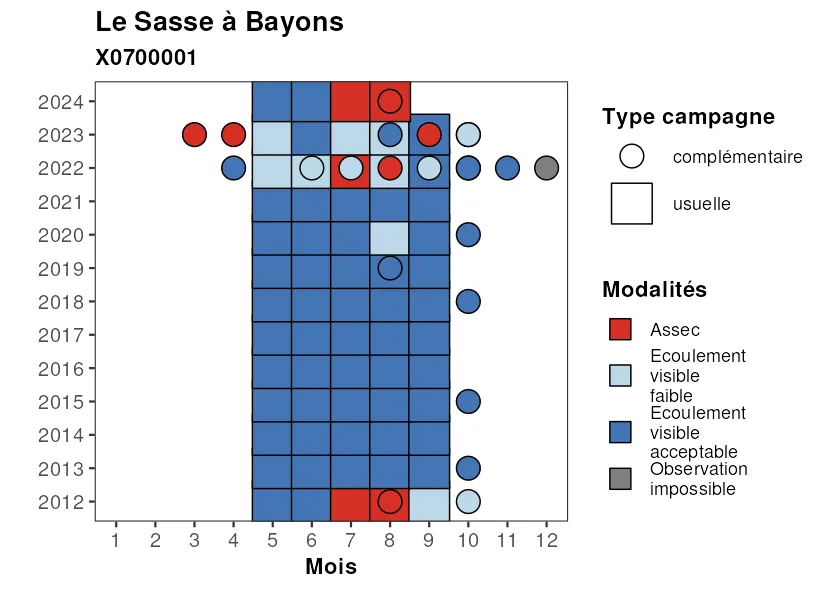 Le Sasse à Bayons
X0700001
2024
2023
2022
2021
2020
2019
2018
2017
2016
2015
2014
2013
2012
1 2 3 4 5 6 7 8 9 10 11 12
Mois
Type campagne
complémentaire
usuelle
Modalités
Assec
Ecoulement
visible
faible
Ecoulement
visible
acceptable
Observation
impossible